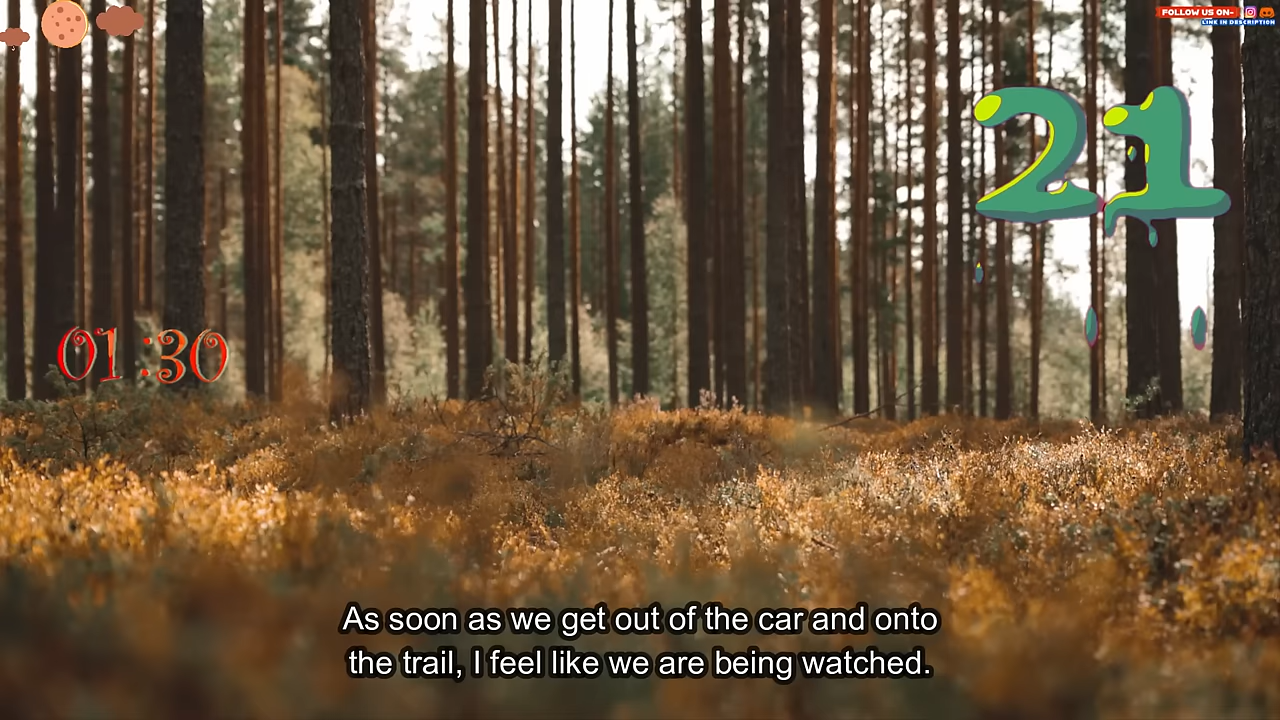 FOLLOW US ON-
LINK IN DESCRIPTION
21
01:30
As soon as we get out of the car and onto
the trail, I feel like we are being watched.